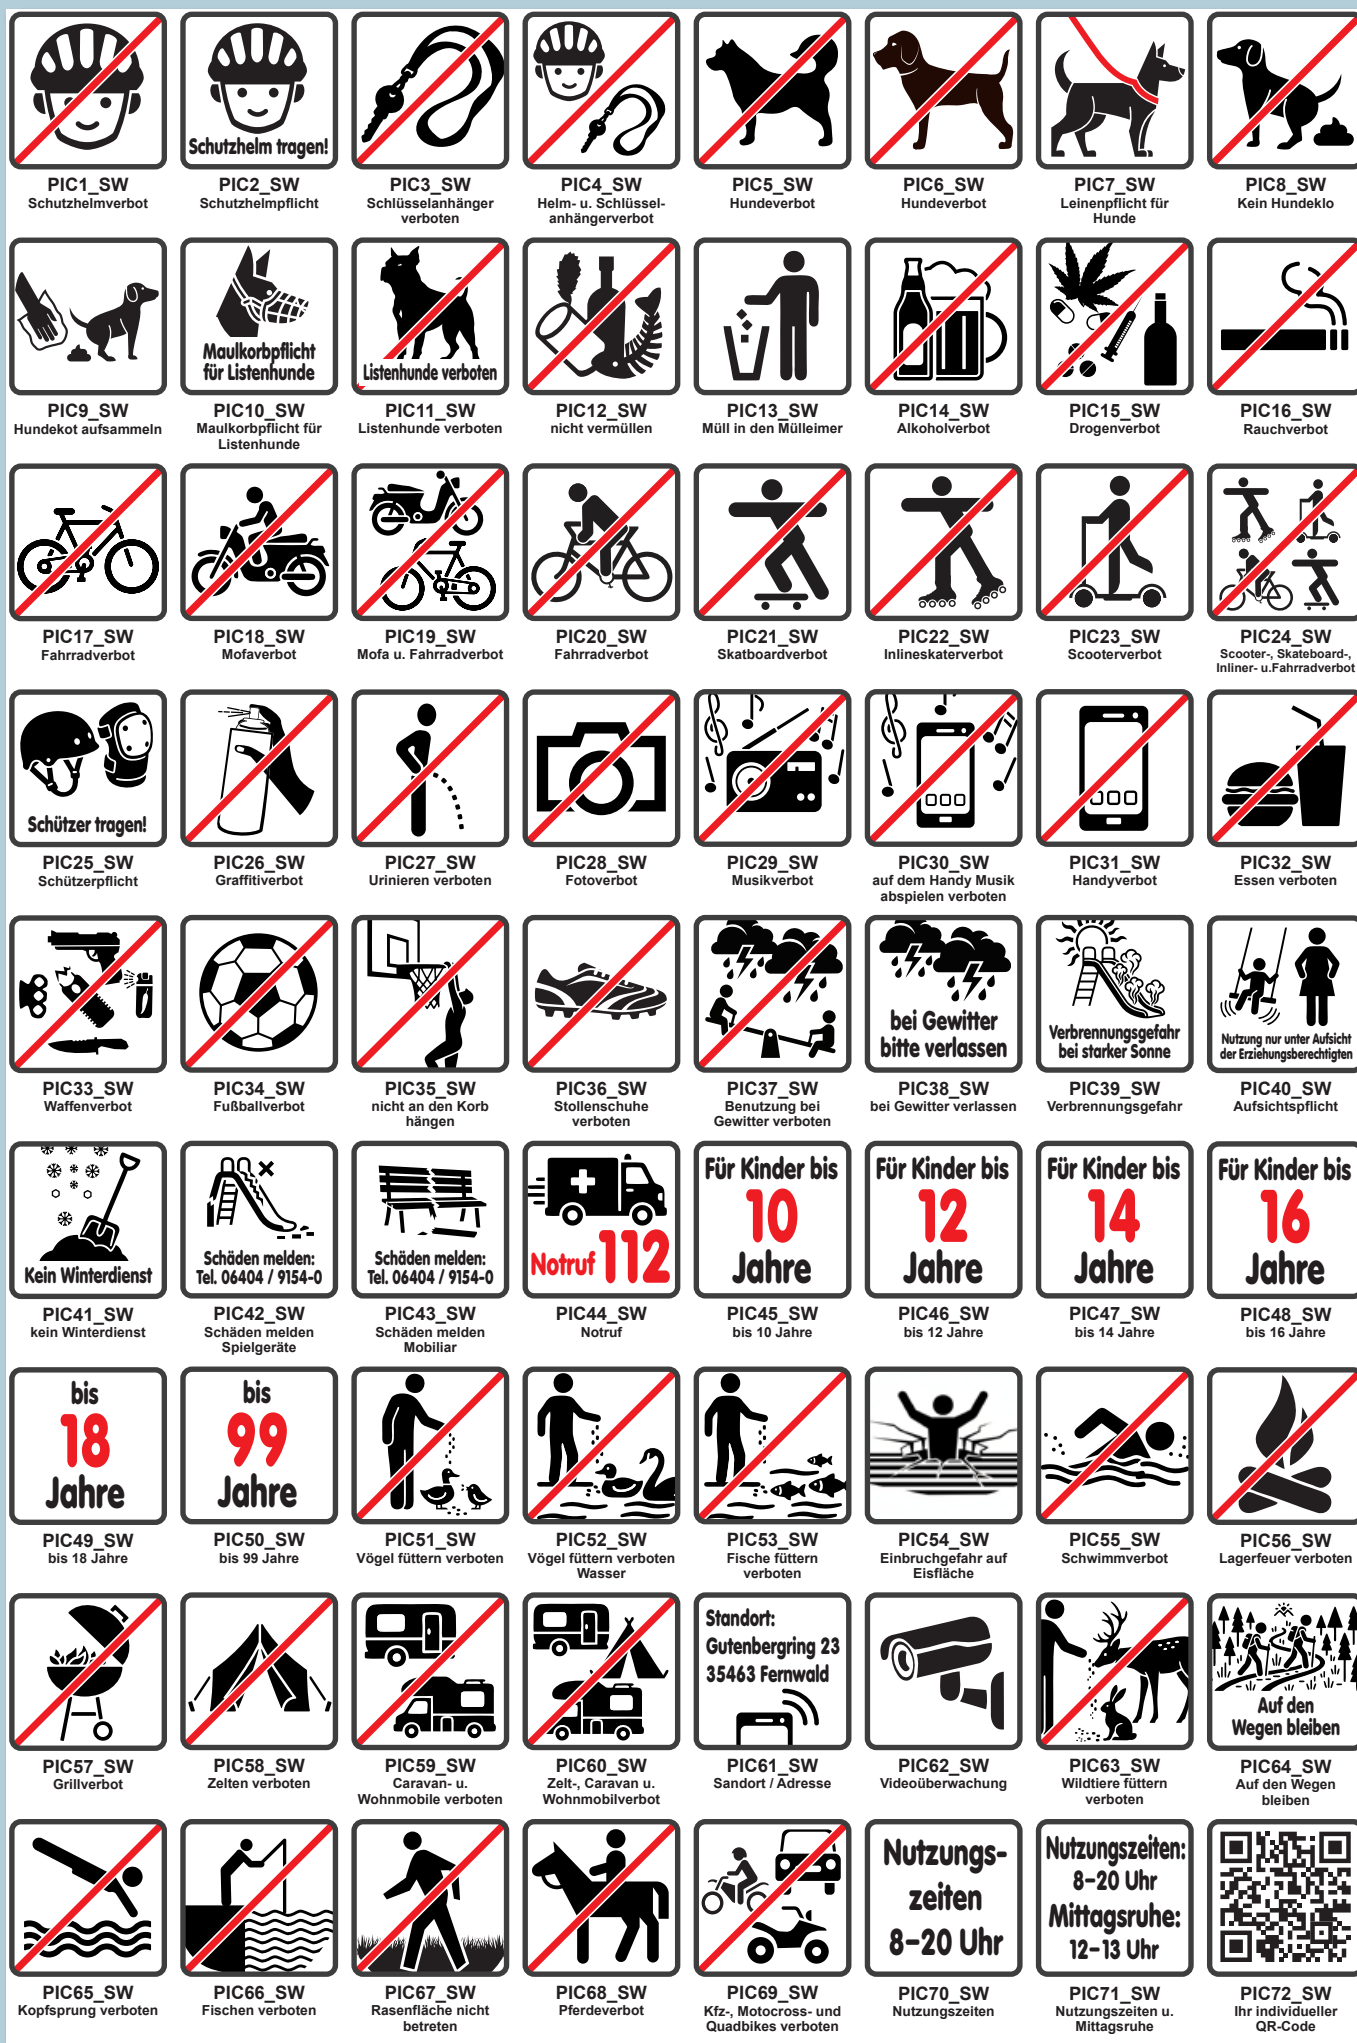 Schutzhelm tragen!
PIC1_SW
Schutzhelmverbot
PIC2_SW
Schutzhelmpflicht
PIC3_SW
Schlüsselanhänger
verboten
PIC4_SW
Helm- u. Schlüssel-
anhängerverbot
PIC5_SW
Hundeverbot
PIC6_SW
Hundeverbot
PIC7_SW
Leinenpflicht für
Hunde
PIC8_SW
Kein Hundeklo
Maulkorbpflicht
für Listenhunde
Listenhunde verboten
PIC9_SW
Hundekot aufsammeln
PIC10_SW
Maulkorbpflicht für
Listenhunde
PIC11_SW
Listenhunde verboten
PIC12_SW
nicht vermüllen
PIC13_SW
Müll in den Mülleimer
PIC14_SW
Alkoholverbot
PIC15_SW
Drogenverbot
PIC16_SW
Rauchverbot
PIC17_SW
Fahrradverbot
PIC18_SW
Mofaverbot
PIC19_SW
Mofa u. Fahrradverbot
PIC20_SW
Fahrradverbot
PIC21_SW
Skatboardverbot
PIC22_SW
Inlineskaterverbot
PIC23_SW
Scooterverbot
PIC24_SW
Scooter-, Skateboard-,
Inliner- u.Fahrradverbot
Schützer tragen!
PIC25_SW
Schützerpflicht
PIC26_SW
Graffitiverbot
PIC27_SW
Urinieren verboten
PIC28_SW
Fotoverbot
PIC29_SW
Musikverbot
PIC30_SW
auf dem Handy Musik
abspielen verboten
PIC31_SW
Handyverbot
PIC32_SW
Essen verboten
bei Gewitter
bitte verlassen
Verbrennungsgefahr
bei starker Sonne
Nutzung nur unter Aufsicht
der Erziehungsberechtigten
PIC33_SW
Waffenverbot
PIC34_SW
Fußballverbot
PIC35_SW
nicht an den Korb
hängen
PIC36_SW
Stollenschuhe
verboten
PIC37_SW
Benutzung bei
Gewitter verboten
PIC38_SW
bei Gewitter verlassen
PIC39_SW
Verbrennungsgefahr
PIC40_SW
Aufsichtspflicht
Kein Winterdienst
Schäden melden:
Tel. 06404 / 9154-0
Schäden melden:
Tel. 06404 / 9154-0
Notruf 112
Für Kinder bis
10
Jahre
Für Kinder bis
12
Jahre
Für Kinder bis
14
Jahre
Für Kinder bis
16
Jahre
PIC41_SW
kein Winterdienst
PIC42_SW
Schäden melden
Spielgeräte
PIC43_SW
Schäden melden
Mobiliar
PIC44_SW
Notruf
PIC45_SW
bis 10 Jahre
PIC46_SW
bis 12 Jahre
PIC47_SW
bis 14 Jahre
PIC48_SW
bis 16 Jahre
bis
18
Jahre
bis
99
Jahre
PIC49_SW
bis 18 Jahre
PIC50_SW
bis 99 Jahre
PIC51_SW
Vögel füttern verboten
PIC52_SW
Vögel füttern verboten
Wasser
PIC53_SW
Fische füttern
verboten
PIC54_SW
Einbruchgefahr auf
Eisfläche
PIC55_SW
Schwimmverbot
PIC56_SW
Lagerfeuer verboten
Standort:
Gutenbergring 23
35463 Fernwald
Auf den
Wegen bleiben
PIC57_SW
Grillverbot
PIC58_SW
Zelten verboten
PIC59_SW
Caravan- u.
Wohnmobile verboten
PIC60_SW
Zelt-, Caravan u.
Wohnmobilverbot
PIC61_SW
Sandort / Adresse
PIC62_SW
Videoüberwachung
PIC63_SW
Wildtiere füttern
verboten
PIC64_SW
Auf den Wegen
bleiben
Nutzungs-
zeiten
8–20 Uhr
Nutzungszeiten:
8–20 Uhr
Mittagsruhe:
12–13 Uhr
PIC65_SW
Kopfsprung verboten
PIC66_SW
Fischen verboten
PIC67_SW
Rasenfläche nicht
betreten
PIC68_SW
Pferdeverbot
PIC69_SW
Kfz-, Motocross- und
Quadbikes verboten
PIC70_SW
Nutzungszeiten
PIC71_SW
Nutzungszeiten u.
Mittagsruhe
PIC72_SW
Ihr individueller
QR-Code